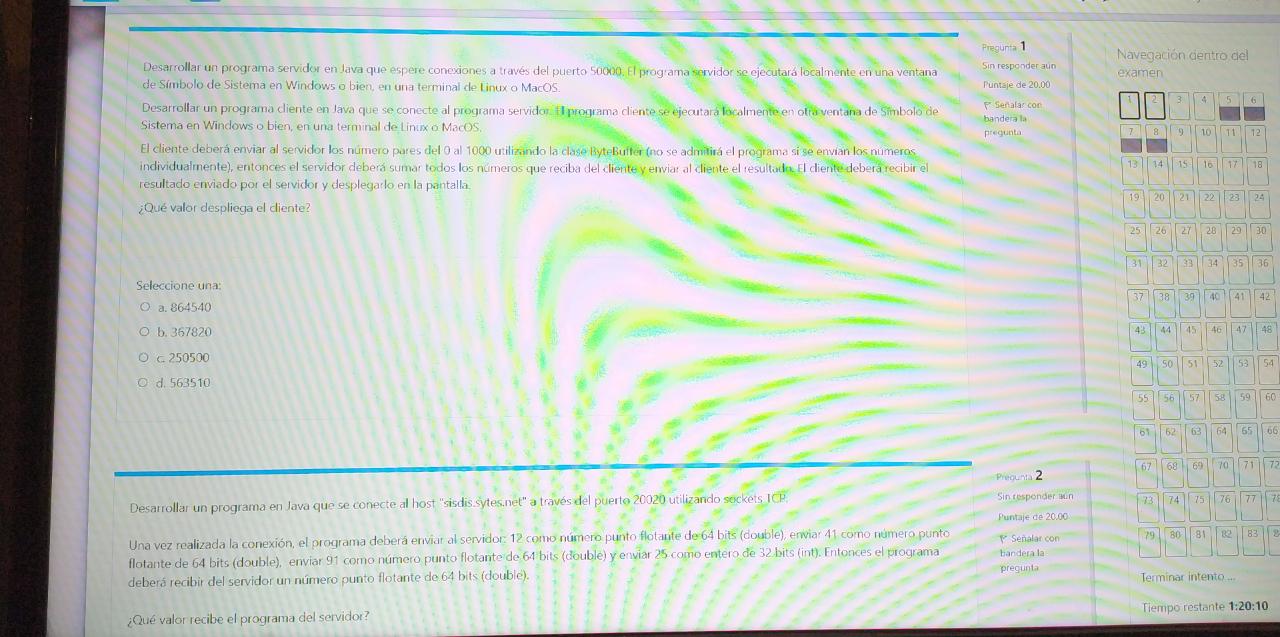 Desarrollar un programa servidor en Java que espere conexiones a través del puerto 50000. El programa servidor se ejecutará localmente en una ventana
de Símbolo de Sistema en Windows o bien, en una terminal de Linux o MacOS.
Desarrollar un programa cliente en Java que se conecte al programa servidor. El programa cliente se ejecutará localmente en otra ventana de Símbolo de
Sistema en Windows o bien, en una terminal de Linux o MacOS.
El cliente deberá enviar al servidor los número pares del 0 al 1000 utilizando la clase ByteBuffer (no se admitirá el programa si se envían los números
individualmente), entonces el servidor deberá sumar todos los números que reciba del cliente y enviar al cliente el resultado. El cliente deberá recibir el
resultado enviado por el servidor y desplegarlo en la pantalla.
¿Qué valor despliega el cliente?
Seleccione una:
a. 864540
b. 367820
c. 250500
d. 563510
Pregunta 1
Sin responder aún
Puntaje de 20.00
Señalar con
bandera la
pregunta
Desarrollar un programa en Java que se conecte al host "sisdis.sytes.net" a través del puerto 20020 utilizando sockets TCP.
Una vez realizada la conexión, el programa deberá enviar al servidor: 12 como número punto flotante de 64 bits (double), enviar 41 como número punto
flotante de 64 bits (double), enviar 91 como número punto flotante de 64 bits (double) y enviar 25 como entero de 32 bits (int). Entonces el programa
deberá recibir del servidor un número punto flotante de 64 bits (double).
¿Qué valor recibe el programa del servidor?
Pregunta 2
Sin responder aún
Puntaje de 20.00
Señalar con
bandera la
pregunta
Navegación dentro del
examen
1 2 3 4 5 6
7 8 9 10 11 12
13 14 15 16 17 18
19 20 21 22 23 24
25 26 27 28 29 30
31 32 33 34 35 36
37 38 39 40 41 42
43 44 45 46 47 48
49 50 51 52 53 54
55 56 57 58 59 60
61 62 63 64 65 66
67 68 69 70 71 72
73 74 75 76 77
79 80 81 82 83
Terminar intento ...
Tiempo restante 1:20:10